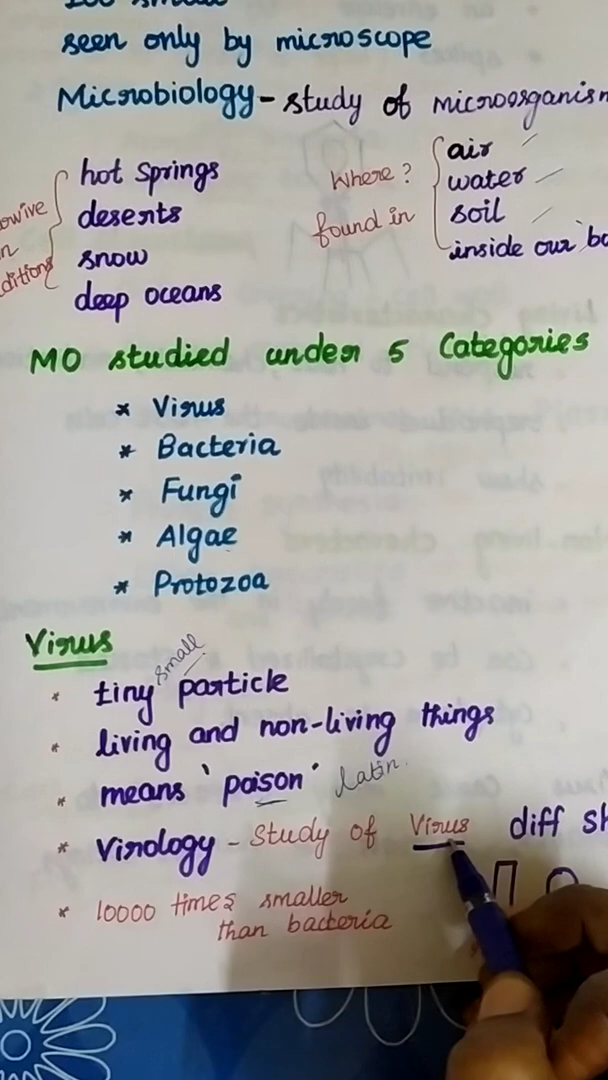 seen only by microscope
Microbiology - study of microorganism
hot springs
deserts
snow
deep oceans
Where?
found in
air
water
soil
inside our
MO studied under 5 Categories
* Virus
* Bacteria
* Fungi
* Algae
* Protozoa
Virus
small
* tiny particle
* living and non-living things
* means 'poison' Latin.
* Virology - Study of Virus diff
* 10000 times smaller
than bacteria